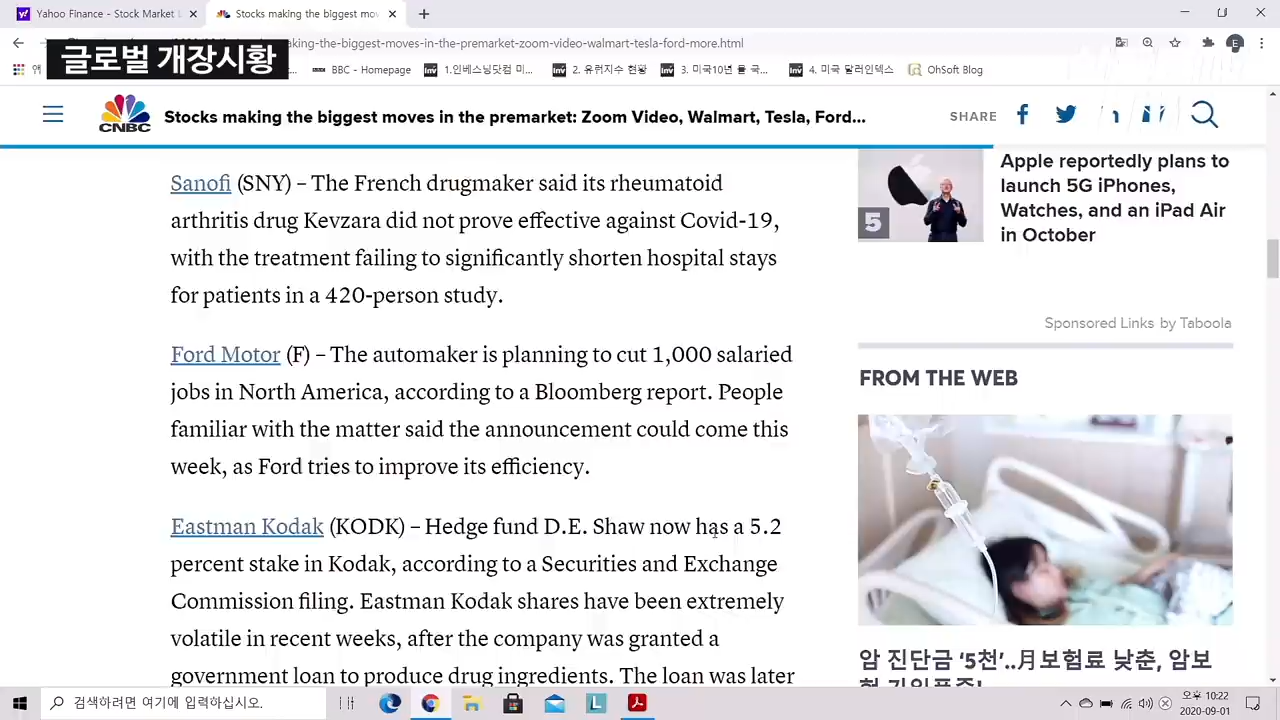 Yahoo Finance - Stock Market Liv
Stocks making the biggest mov
글로벌 개장시황
aking-the-biggest-moves-in-the-premarket-zoom-video-walmart-tesla-ford-more.html
E
BBC - Homepage
1.인베스닝닷컴 미...
2. 유뤼지수 현황
3. 미국10년 물 국...
4. 미국 달러인덱스
OhSoft Blog
CNBC
Stocks making the biggest moves in the premarket: Zoom Video, Walmart, Tesla, Ford...
SHARE
Sanofi (SNY) – The French drugmaker said its rheumatoid
arthritis drug Kevzara did not prove effective against Covid-19,
with the treatment failing to significantly shorten hospital stays
for patients in a 420-person study.
Ford Motor (F) – The automaker is planning to cut 1,000 salaried
jobs in North America, according to a Bloomberg report. People
familiar with the matter said the announcement could come this
week, as Ford tries to improve its efficiency.
Eastman Kodak (KODK) – Hedge fund D.E. Shaw now has a 5.2
percent stake in Kodak, according to a Securities and Exchange
Commission filing. Eastman Kodak shares have been extremely
volatile in recent weeks, after the company was granted a
government loan to produce drug ingredients. The loan was later
5
Apple reportedly plans to
launch 5G iPhones,
Watches, and an iPad Air
in October
Sponsored Links by Taboola
FROM THE WEB
암 진단금 ‘5천’..月보험료 낮춘, 암보
검색하려면 여기에 입력하십시오.
오후 10:22
2020-09-01